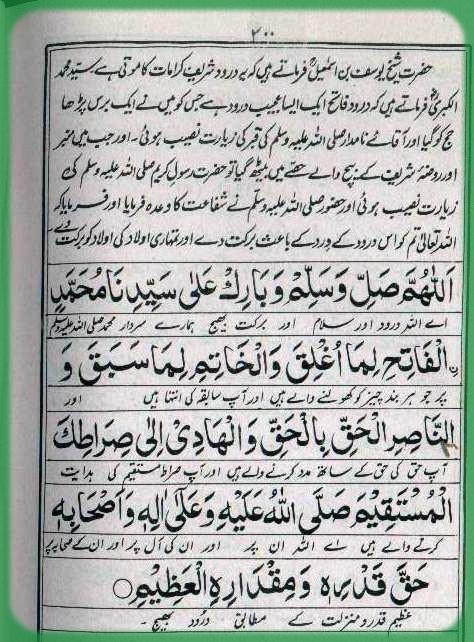 ۲۰۰
حضرت شیخ یوسف بن اسمٰعیلؒ فرماتے ہیں کہ یہ درود شریف کرامات کا موتی ہے۔ سید محمد
البکریؒ فرماتے ہیں کہ درود فاتح ایک ایسا عجیب درود ہے جس کو میں نے ایک برس پڑھا
حج کو گیا اور آقائے نامدار صلی اللہ علیہ وسلم کی قبر کی زیارت نصیب ہوئی۔ اور جب میں منبر
اور روضۂ شریف کے بیچ والے حصے میں بیٹھ گیا تو حضرت رسول کریم صلی اللہ علیہ وسلم کی
زیارت نصیب ہوئی اور حضور صلی اللہ علیہ وسلم نے شفاعت کا وعدہ فرمایا اور فرمایا کہ
اللہ تعالیٰ تم کو اس درود کے ورد کے باعث برکت دے اور تمہاری اولاد کی اولاد کو برکت دے
اَللّٰهُمَّ صَلِّ وَسَلِّمْ وَبَارِكْ عَلٰى سَيِّدِنَا مُحَمَّدِ
اے اللہ درود اور سلام اور برکت بھیج ہمارے سردار محمد صلی اللہ علیہ وسلم
نِ الْفَاتِحِ لِمَا اُغْلِقَ وَالْخَاتِمِ لِمَا سَبَقَ وَ
پر جو ہر بند چیز کو کھولنے والے ہیں اور آپ سابقہ کی انتہا ہیں اور
النَّاصِرِ الْحَقِّ بِالْحَقِّ وَالْهَادِیْ اِلٰى صِرَاطِكَ
آپ حق کی حق کے ساتھ مدد کرنے والے ہیں اور آپ صراط مستقیم کی ہدایت
الْمُسْتَقِيْمَ صَلَّى اللّٰهُ عَلَيْهِ وَعَلٰى اٰلِهٖ وَاَصْحَابِهٖ
کرنے والے ہیں اے اللہ ان پر اور ان کی آل پر اور ان کے صحابہ پر
حَقَّ قَدْرِهٖ وَمِقْدَارِهِ الْعَظِيْمِ ○
عظیم قدر و منزلت کے مطابق درود بھیج۔